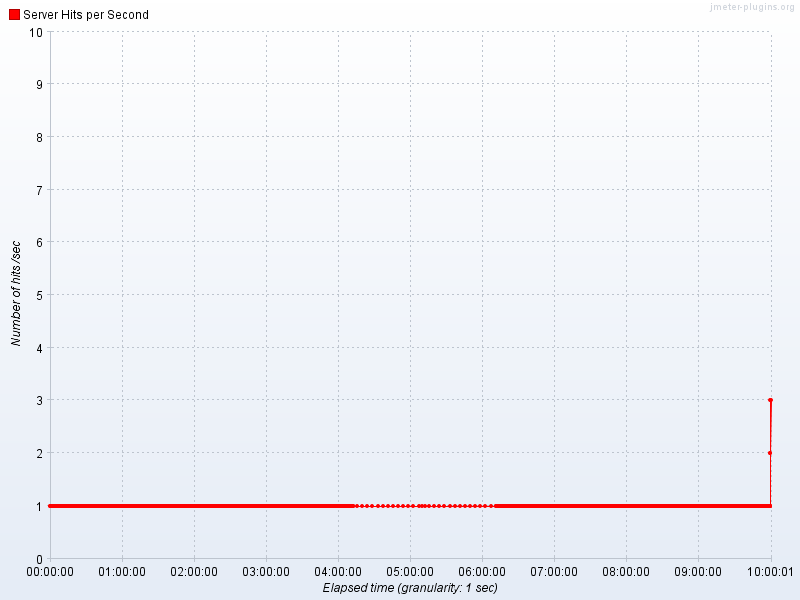 jmeter-plugins.org
Server Hits per Second
10
9
8
7
6
5
4
3
2
1
0
Number of hits /sec
00:00:00 01:00:00 02:00:00 03:00:00 04:00:00 05:00:00 06:00:00 07:00:00 08:00:00 09:00:00 10:00:01
Elapsed time (granularity: 1 sec)